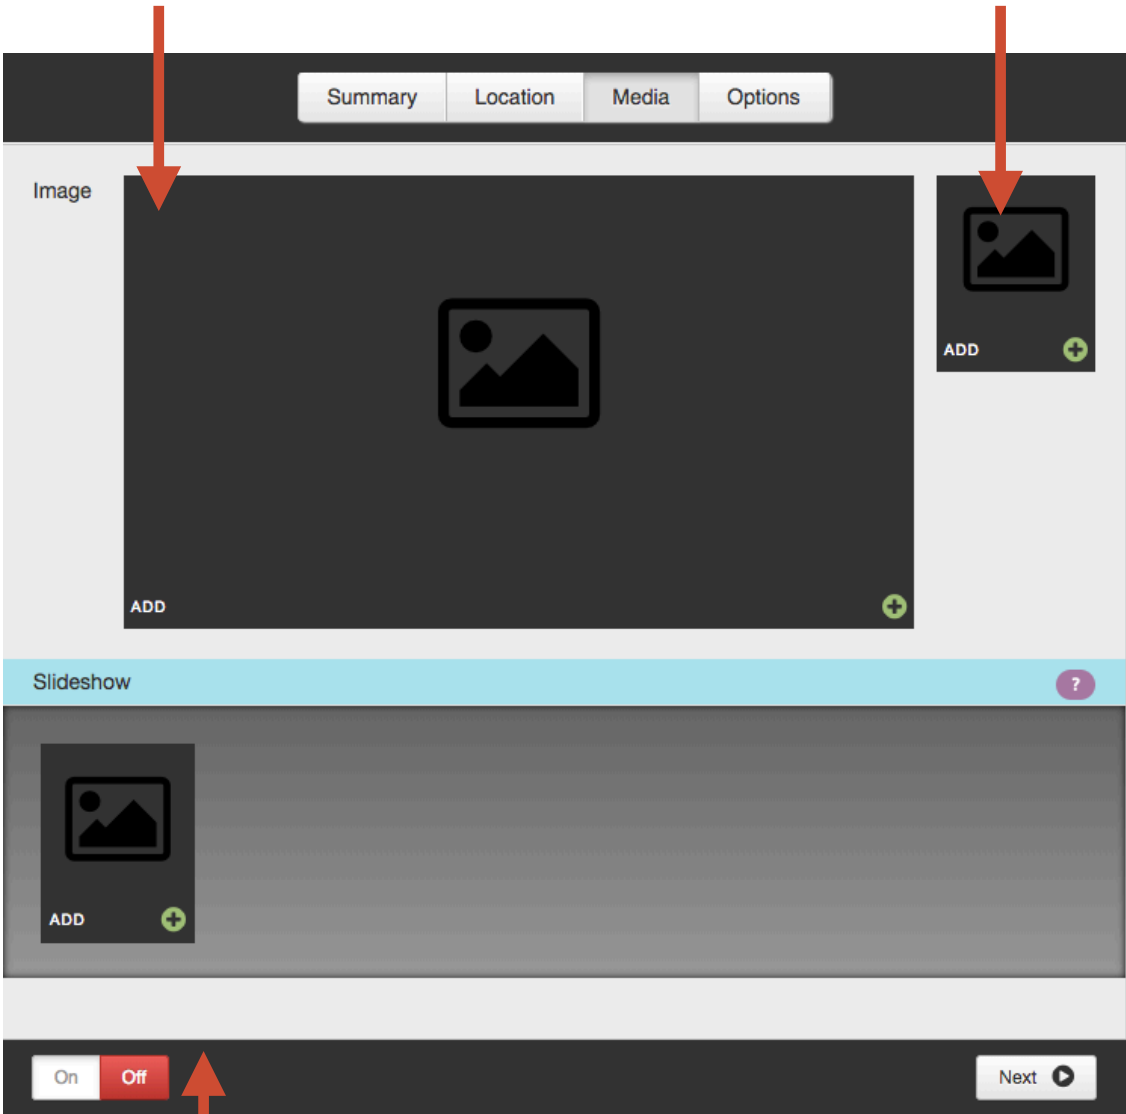 Summary Location Media Options
Image
ADD
ADD
Slideshow ?
ADD
On Off Next